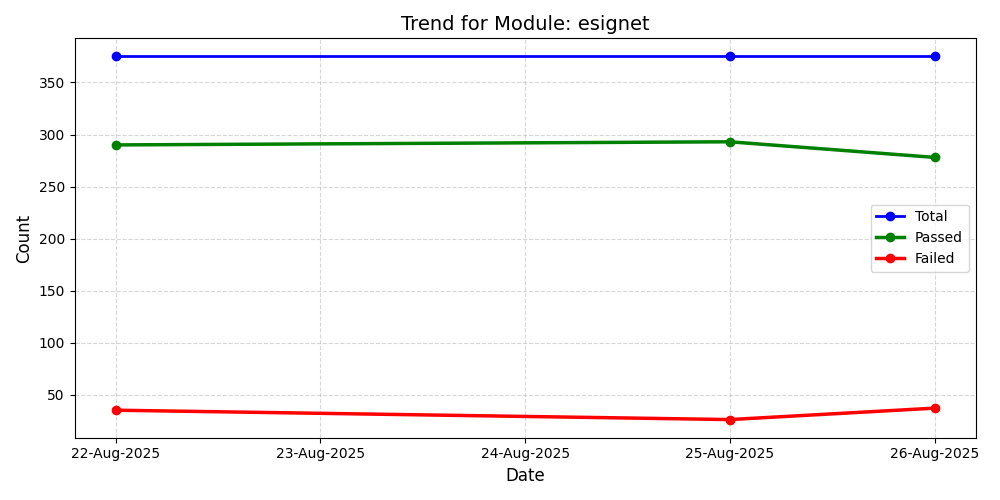 Trend for Module: esignet
Count
350
300
250
200
150
100
50
Total
Passed
Failed
22-Aug-2025
23-Aug-2025
24-Aug-2025
25-Aug-2025
26-Aug-2025
Date